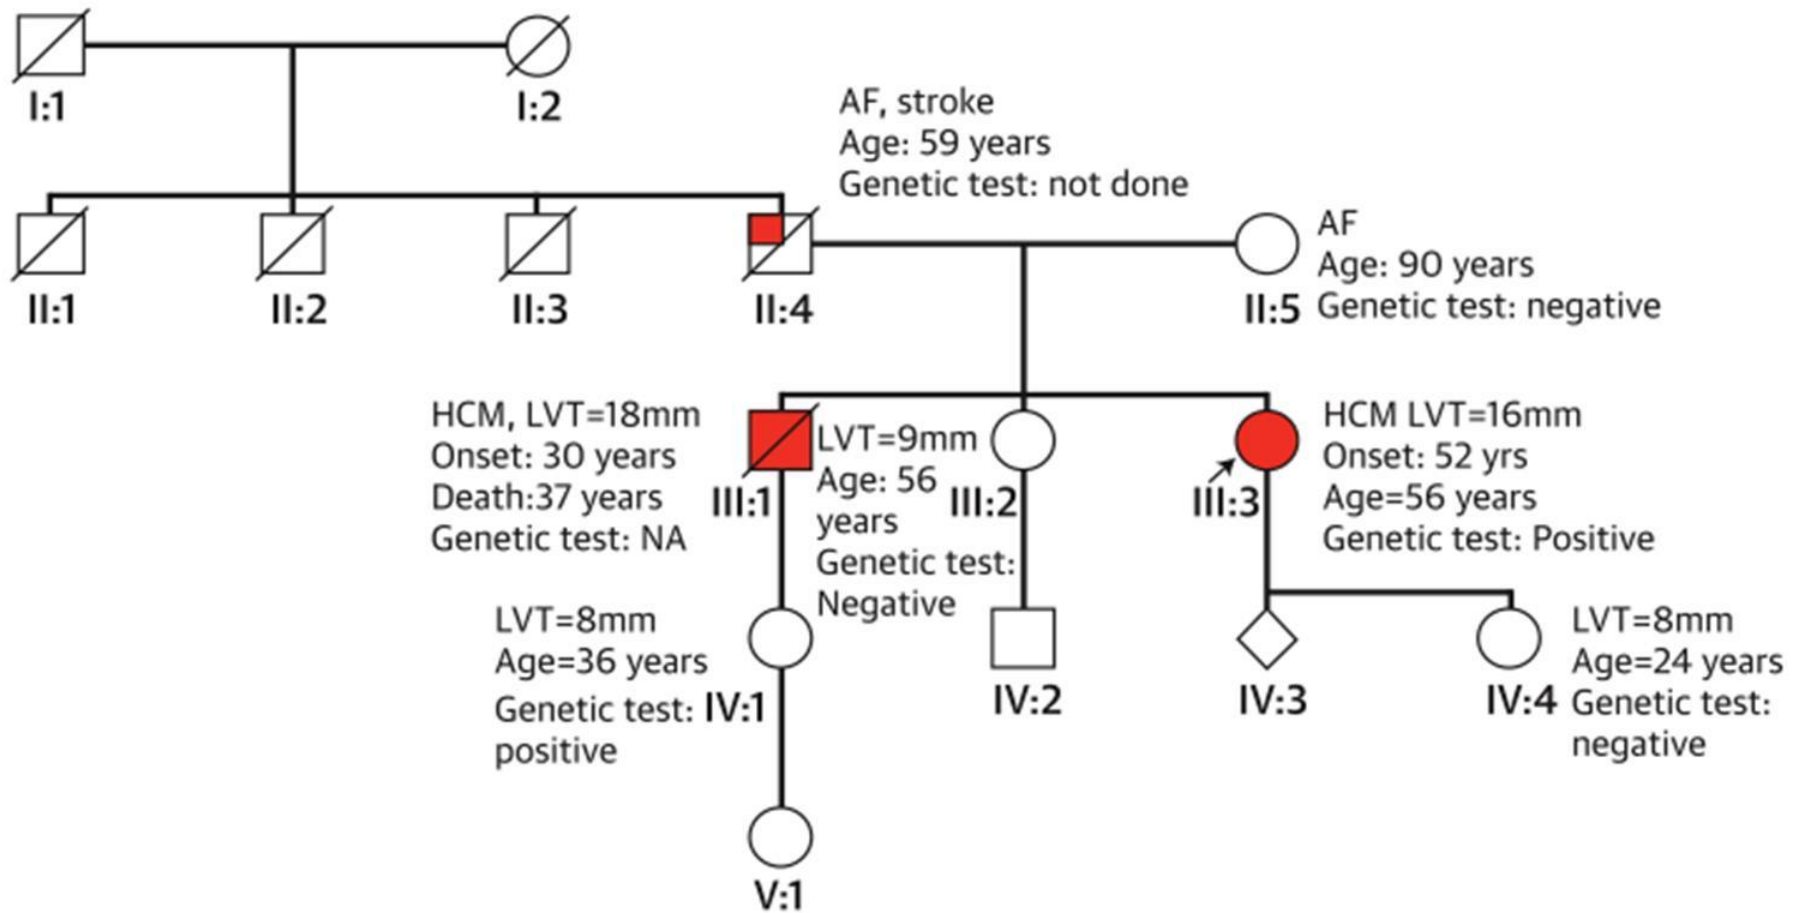 I:1
I:2
AF, stroke
Age: 59 years
Genetic test: not done
AF
Age: 90 years
Genetic test: negative
II:1
II:2
II:3
II:4
II:5
HCM, LVT=18mm
Onset: 30 years
Death:37 years
Genetic test: NA
III:1
LVT=9mm
Age: 56
years
Genetic test:
Negative
III:2
III:3
HCM LVT=16mm
Onset: 52 yrs
Age=56 years
Genetic test: Positive
LVT=8mm
Age=36 years
Genetic test:
positive
IV:1
IV:2
IV:3
IV:4
LVT=8mm
Age=24 years
Genetic test:
negative
V:1